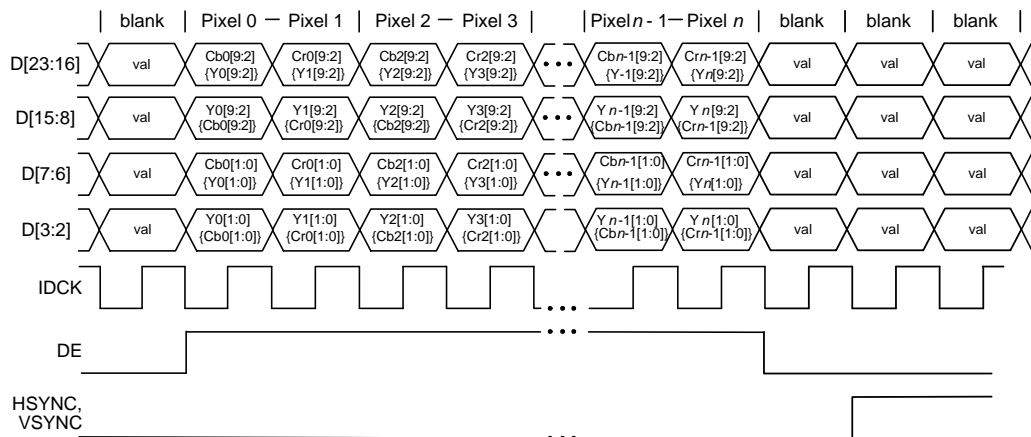 blank Pixel 0 — Pixel 1 Pixel 2 — Pixel 3 Pixel n - 1 — Pixel n blank blank blank
D[23:16] val Cb0[9:2] Cr0[9:2] Cb2[9:2] Cr2[9:2] ••• Cbn-1[9:2] Crn-1[9:2] val val val
{Y0[9:2]} {Y1[9:2]} {Y2[9:2]} {Y3[9:2]} {Y-1[9:2]} {Yn[9:2]}
D[15:8] val Y0[9:2] Y1[9:2] Y2[9:2] Y3[9:2] ••• Y n-1[9:2] Y n[9:2] val val val
{Cb0[9:2]} {Cr0[9:2]} {Cb2[9:2]} {Cr2[9:2]} {Cbn-1[9:2]} {Crn-1[9:2]}
D[7:6] val Cb0[1:0] Cr0[1:0] Cb2[1:0] Cr2[1:0] ••• Cbn-1[1:0] Crn-1[1:0] val val val
{Y0[1:0]} {Y1[1:0]} {Y2[1:0]} {Y3[1:0]} {Yn-1[1:0]} {Yn[1:0]}
D[3:2] val Y0[1:0] Y1[1:0] Y2[1:0] Y3[1:0] Y n-1[1:0] Y n[1:0] val val val
{Cb0[1:0]} {Cr0[1:0]} {Cb2[1:0]} {Cr2[1:0]} {Cbn-1[1:0]} {Crn-1[1:0]}
IDCK •••
DE •••
HSYNC,
VSYNC •••